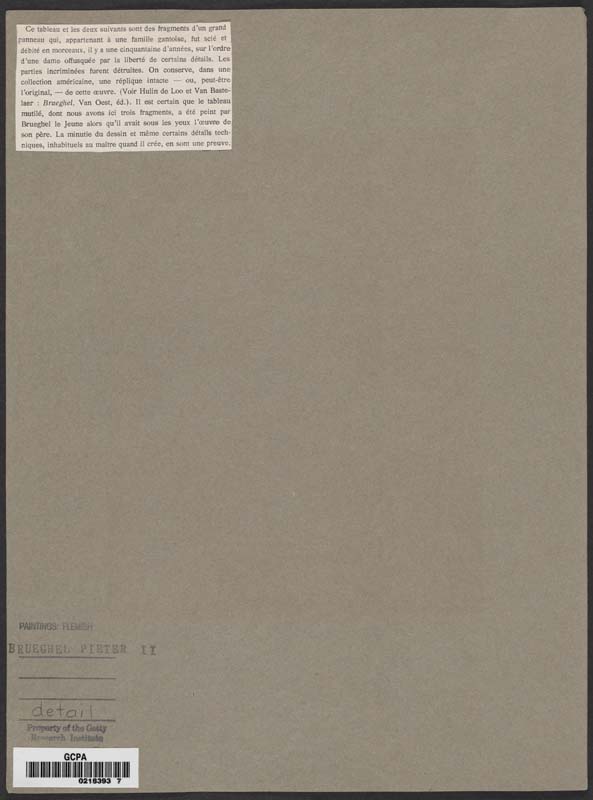 Ce tableau et les deux suivants sont des fragments d'un grand
panneau qui, appartenant à une famille gantoise, fut scié et
débité en morceaux, il y a une cinquantaine d'années, sur l'ordre
d'une dame offusquée par la liberté de certains détails. Les
parties incriminées furent détruites. On conserve, dans une
collection américaine, une réplique intacte — ou, peut-être
l'original, — de cette œuvre. (Voir Hulin de Loo et Van Baste-
laer : Brueghel, Van Oest, éd.). Il est certain que le tableau
mutilé, dont nous avons ici trois fragments, a été peint par
Brueghel le Jeune alors qu'il avait sous les yeux l'œuvre de
son père. La minutie du dessin et même certains détails tech-
niques, inhabituels au maître quand il crée, en sont une preuve.
PAINTINGS: FLEMISH
BRUEGHEL PIETER II
detail
Property of the Getty
Research Institute
GCPA
0218393 7